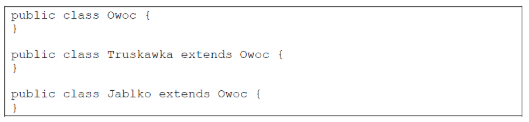 public class Owoc {
}
public class Truskawka extends Owoc {
}
public class Jablko extends Owoc {
}